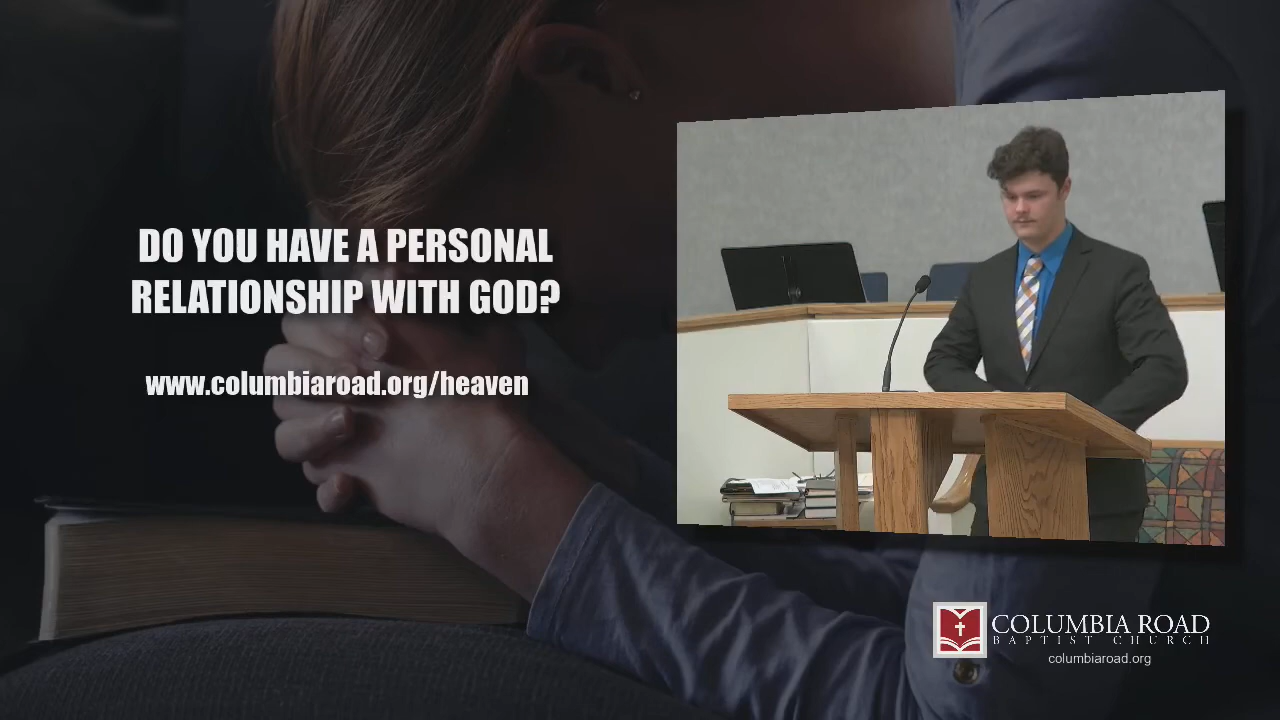 DO YOU HAVE A PERSONAL
RELATIONSHIP WITH GOD?
www.columbiaroad.org/heaven
COLUMBIA ROAD
BAPTIST CHURCH
columbiaroad.org